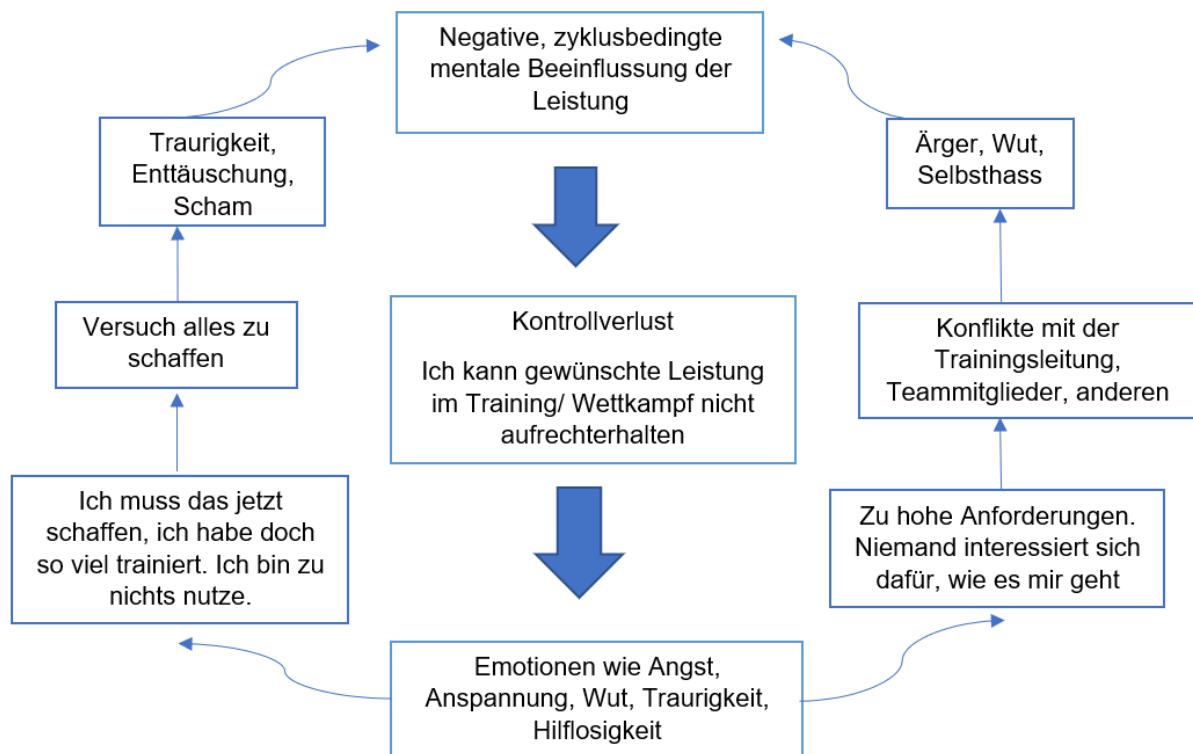 Negative, zyklusbedingte
mentale Beeinflussung der
Leistung
Traurigkeit,
Enttäuschung,
Scham
Ärger, Wut,
Selbsthass
Versuch alles zu
schaffen
Kontrollverlust
Ich kann gewünschte Leistung
im Training/ Wettkampf nicht
aufrechterhalten
Konflikte mit der
Trainingsleitung,
Teammitglieder, anderen
Ich muss das jetzt
schaffen, ich habe doch
so viel trainiert. Ich bin zu
nichts nutze.
Zu hohe Anforderungen.
Niemand interessiert sich
dafür, wie es mir geht
Emotionen wie Angst,
Anspannung, Wut, Traurigkeit,
Hilflosigkeit